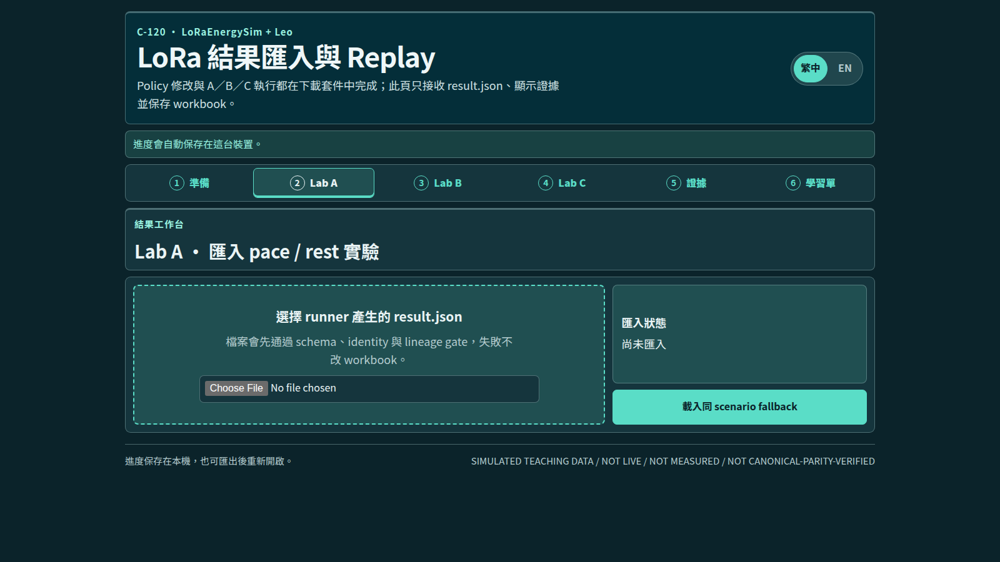 C-120 • LoRaEnergySim + Leo
LoRa 結果匯入與 Replay
Policy 修改與 A／B／C 執行都在下載套件中完成；此頁只接收 result.json、顯示證據
並保存 workbook。
繁中
EN
進度會自動保存在這台裝置。
1 準備
2 Lab A
3 Lab B
4 Lab C
5 證據
6 學習單
結果工作台
Lab A • 匯入 pace / rest 實驗
選擇 runner 產生的 result.json
檔案會先通過 schema、identity 與 lineage gate，失敗不
改 workbook。
Choose File No file chosen
匯入狀態
尚未匯入
載入同 scenario fallback
進度保存在本機，也可匯出後重新開啟。
SIMULATED TEACHING DATA / NOT LIVE / NOT MEASURED / NOT CANONICAL-PARITY-VERIFIED